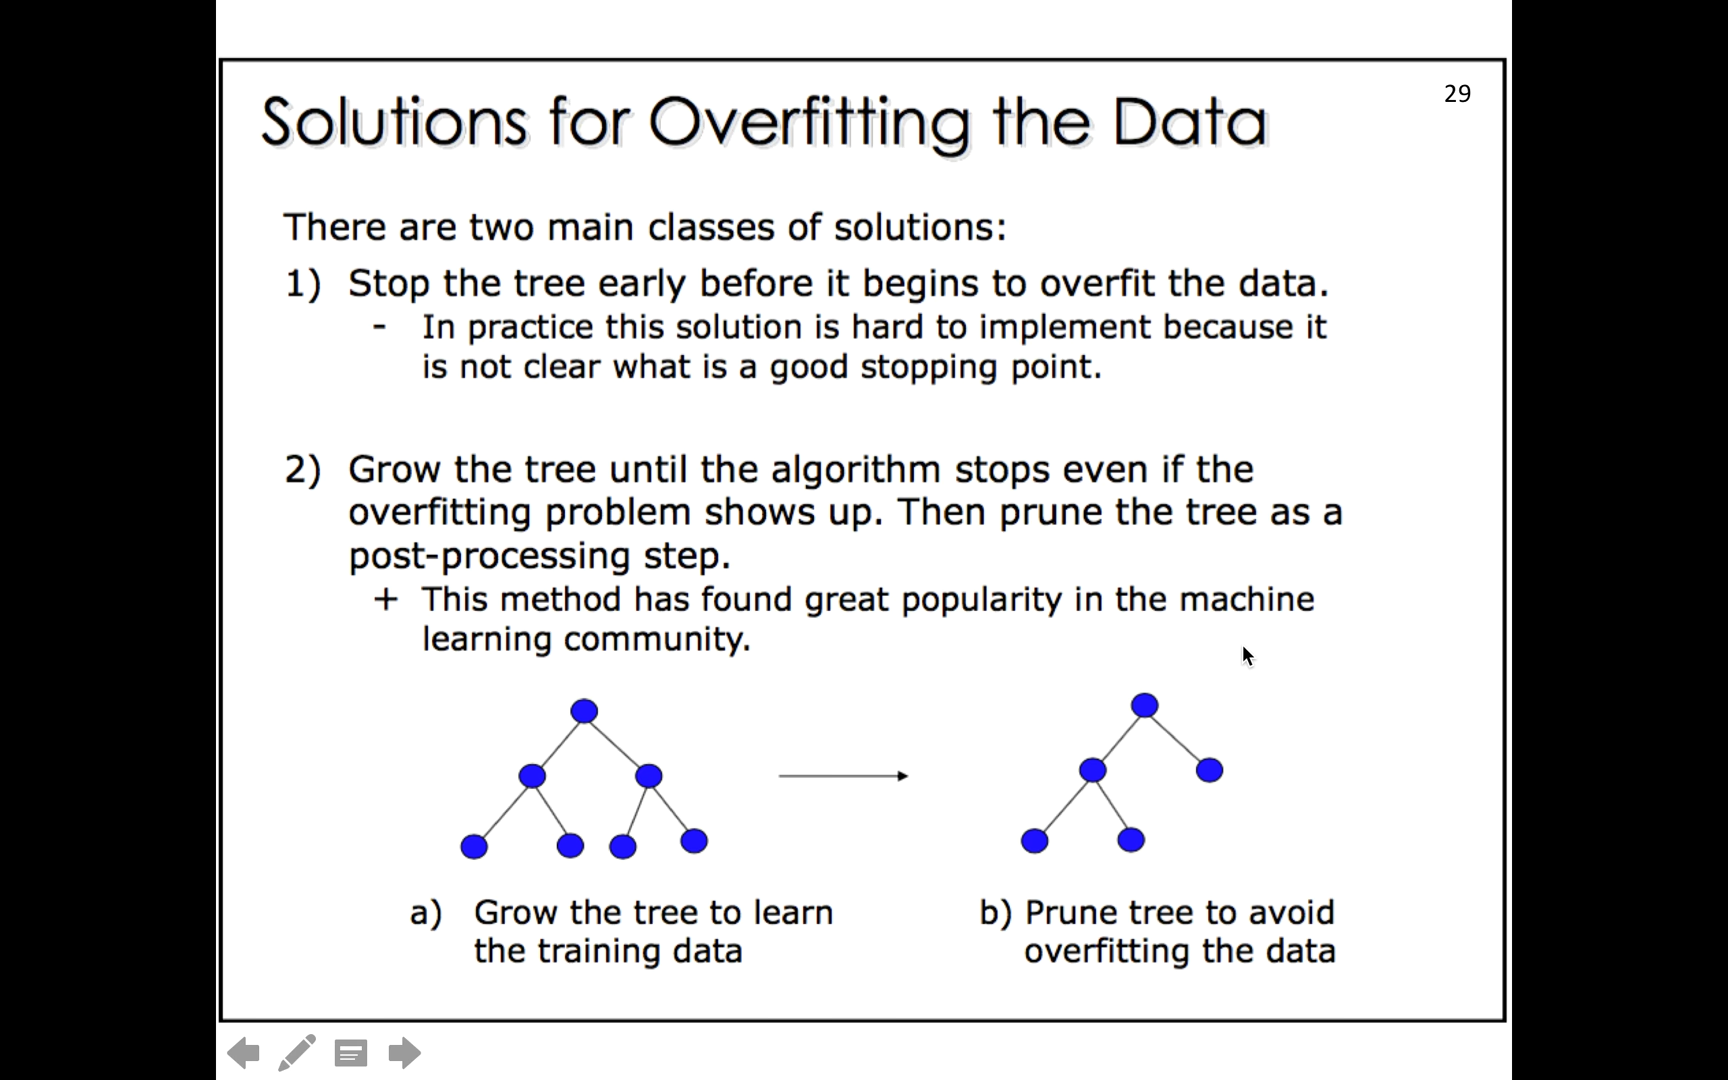 29
Solutions for Overfitting the Data
There are two main classes of solutions:
1) Stop the tree early before it begins to overfit the data.
- In practice this solution is hard to implement because it
is not clear what is a good stopping point.
2) Grow the tree until the algorithm stops even if the
overfitting problem shows up. Then prune the tree as a
post-processing step.
+ This method has found great popularity in the machine
learning community.
a) Grow the tree to learn
the training data
b) Prune tree to avoid
overfitting the data